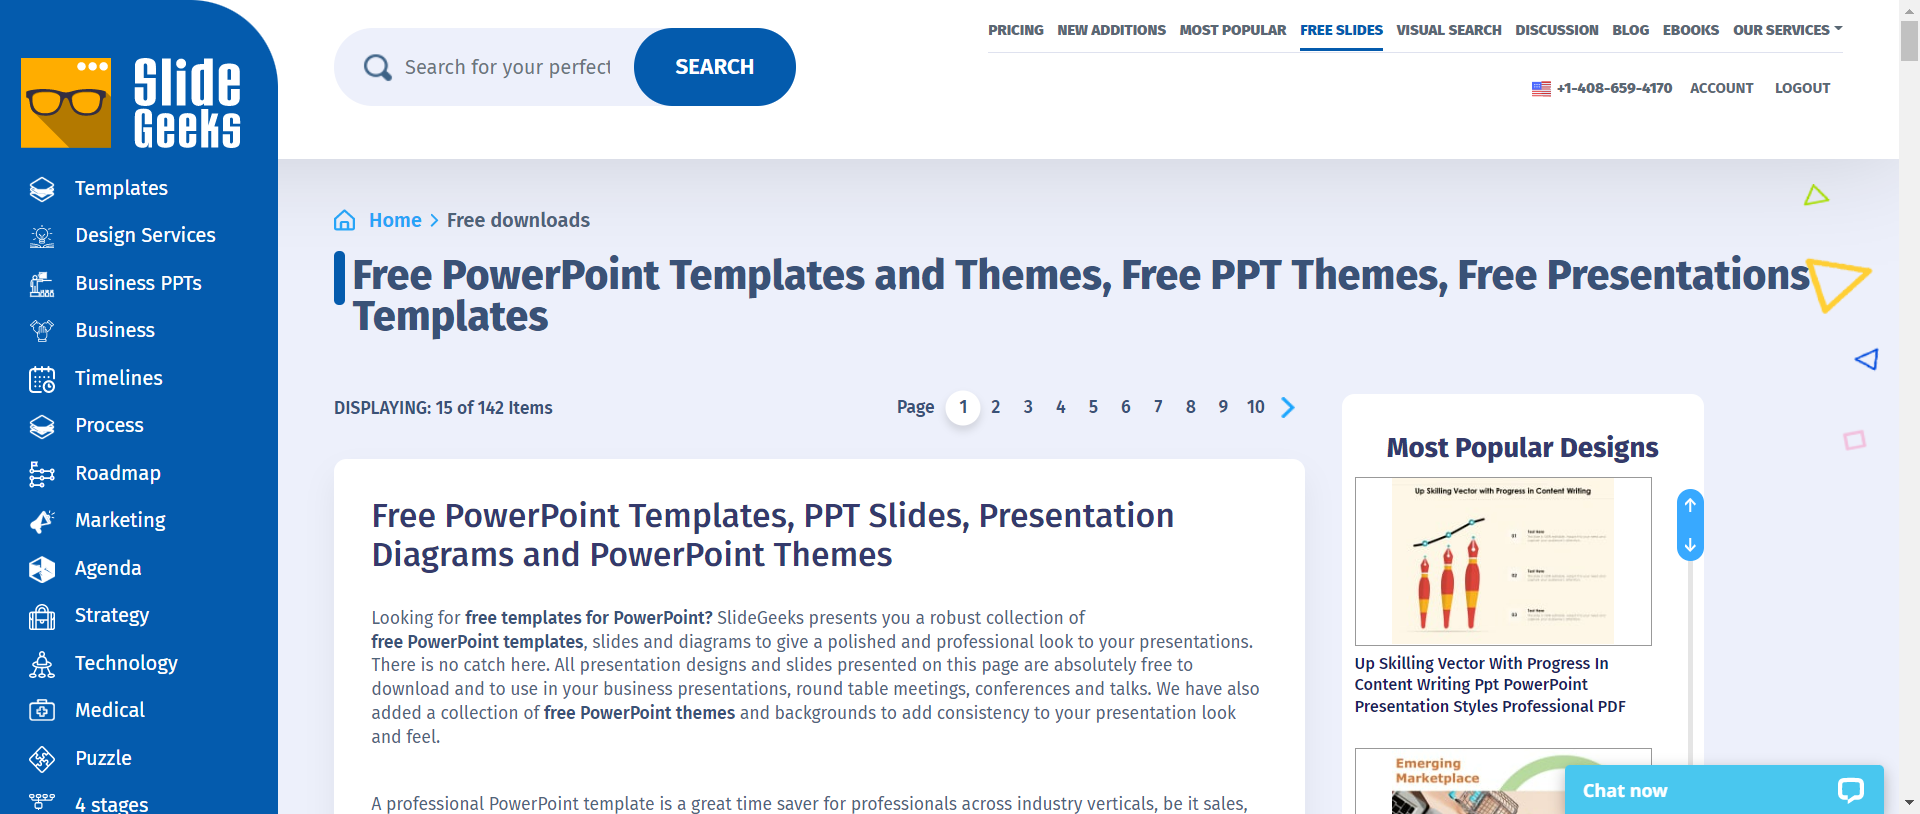 Slide
Geeks
Templates
Design Services
Business PPTs
Business
Timelines
Process
Roadmap
Marketing
Agenda
Strategy
Technology
Medical
Puzzle
4 stages
Search for your perfect
SEARCH
PRICING NEW ADDITIONS MOST POPULAR FREE SLIDES VISUAL SEARCH DISCUSSION BLOG EBOOKS OUR SERVICES
+1-408-659-4170 ACCOUNT LOGOUT
Home > Free downloads
Free PowerPoint Templates and Themes, Free PPT Themes, Free Presentations
Templates
DISPLAYING: 15 of 142 Items
Page 1 2 3 4 5 6 7 8 9 10
Free PowerPoint Templates, PPT Slides, Presentation
Diagrams and PowerPoint Themes
Looking for free templates for PowerPoint? SlideGeeks presents you a robust collection of
free PowerPoint templates, slides and diagrams to give a polished and professional look to your presentations.
There is no catch here. All presentation designs and slides presented on this page are absolutely free to
download and to use in your business presentations, round table meetings, conferences and talks. We have also
added a collection of free PowerPoint themes and backgrounds to add consistency to your presentation look
and feel.
A professional PowerPoint template is a great time saver for professionals across industry verticals, be it sales,
Most Popular Designs
Up Skilling Vector with Progress in Content Writing
01 Text Here
02 Text Here
03 Text Here
Up Skilling Vector With Progress In
Content Writing Ppt PowerPoint
Presentation Styles Professional PDF
Emerging
Marketplace
Chat now